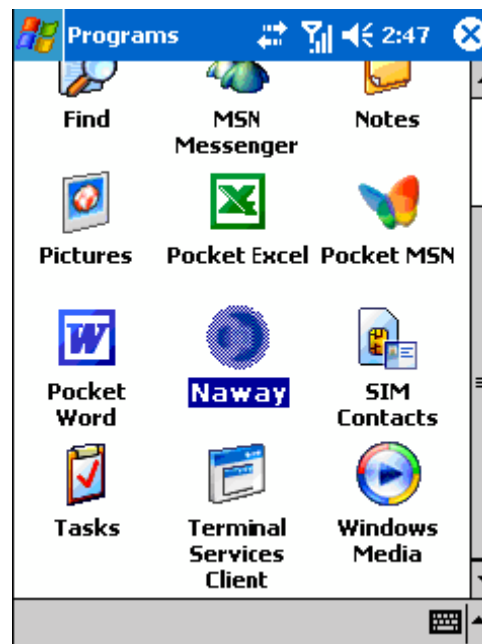 Programs 2:47
Find MSN Notes
Messenger
Pictures Pocket Excel Pocket MSN
Pocket Naway SIM
Word Contacts
Tasks Terminal Windows
Services Media
Client